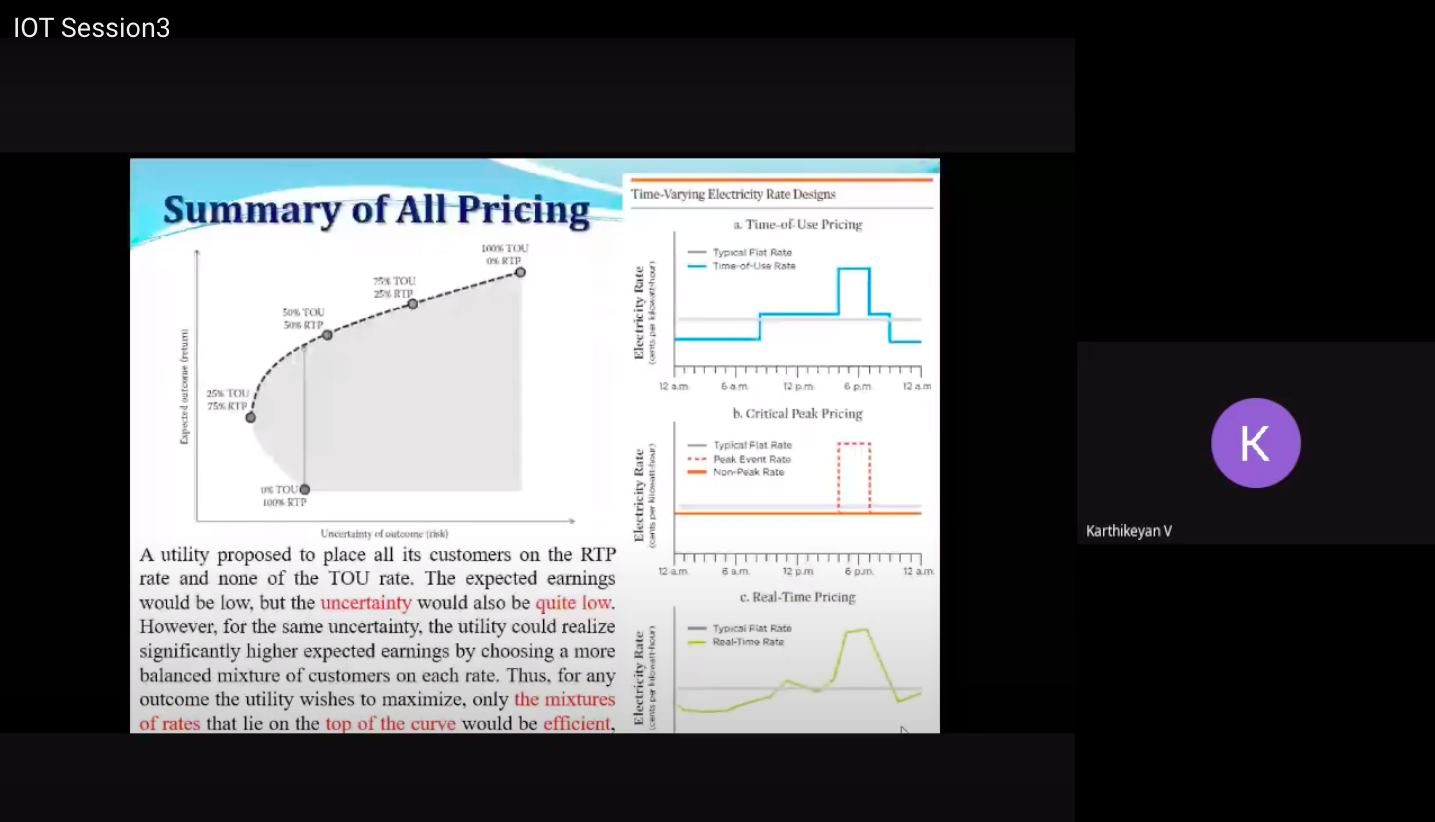 IOT Session3
Summary of All Pricing
100% TOU
0% RTP
75% TOU
25% RTP
50% TOU
50% RTP
25% TOU
75% RTP
0% TOU
100% RTP
Expected outcome (return)
Uncertainty of outcome (risk)
A utility proposed to place all its customers on the RTP
rate and none of the TOU rate. The expected earnings
would be low, but the uncertainty would also be quite low.
However, for the same uncertainty, the utility could realize
significantly higher expected earnings by choosing a more
balanced mixture of customers on each rate. Thus, for any
outcome the utility wishes to maximize, only the mixtures
of rates that lie on the top of the curve would be efficient,
Time-Varying Electricity Rate Designs
a. Time-of-Use Pricing
Typical Flat Rate
Time-of-Use Rate
Electricity Rate
(cents per kilowatt-hour)
12 a.m. 6 a.m. 12 p.m. 6 p.m. 12 a.m
b. Critical Peak Pricing
Typical Flat Rate
Peak Event Rate
Non-Peak Rate
Electricity Rate
(cents per kilowatt-hour)
12 a.m. 6 a.m. 12 p.m 6 p.m. 12 a.m
c. Real-Time Pricing
Typical Flat Rate
Real-Time Rate
Electricity Rate
(cents per kilowatt-hour)
K
Karthikeyan V